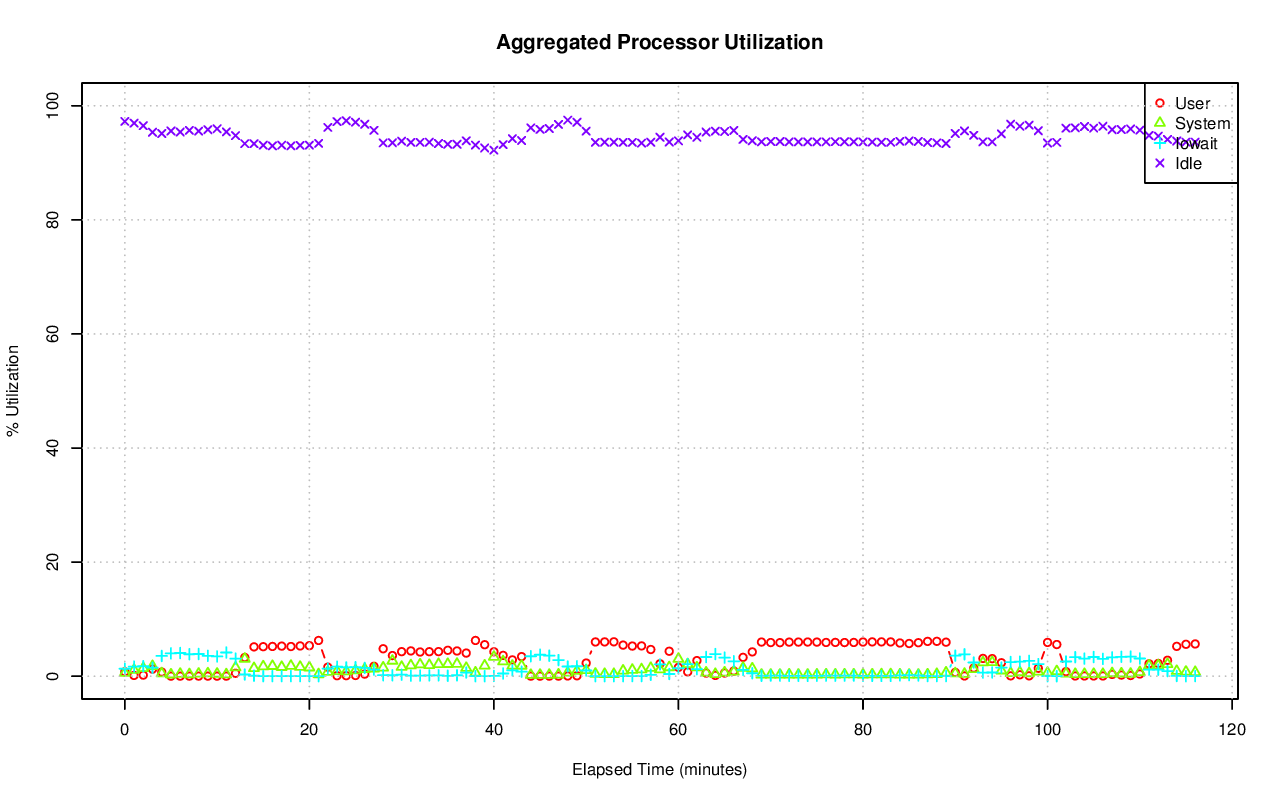 Aggregated Processor Utilization
% Utilization
100
80
60
40
20
0
User
System
Iowait
Idle
0 20 40 60 80 100 120
Elapsed Time (minutes)